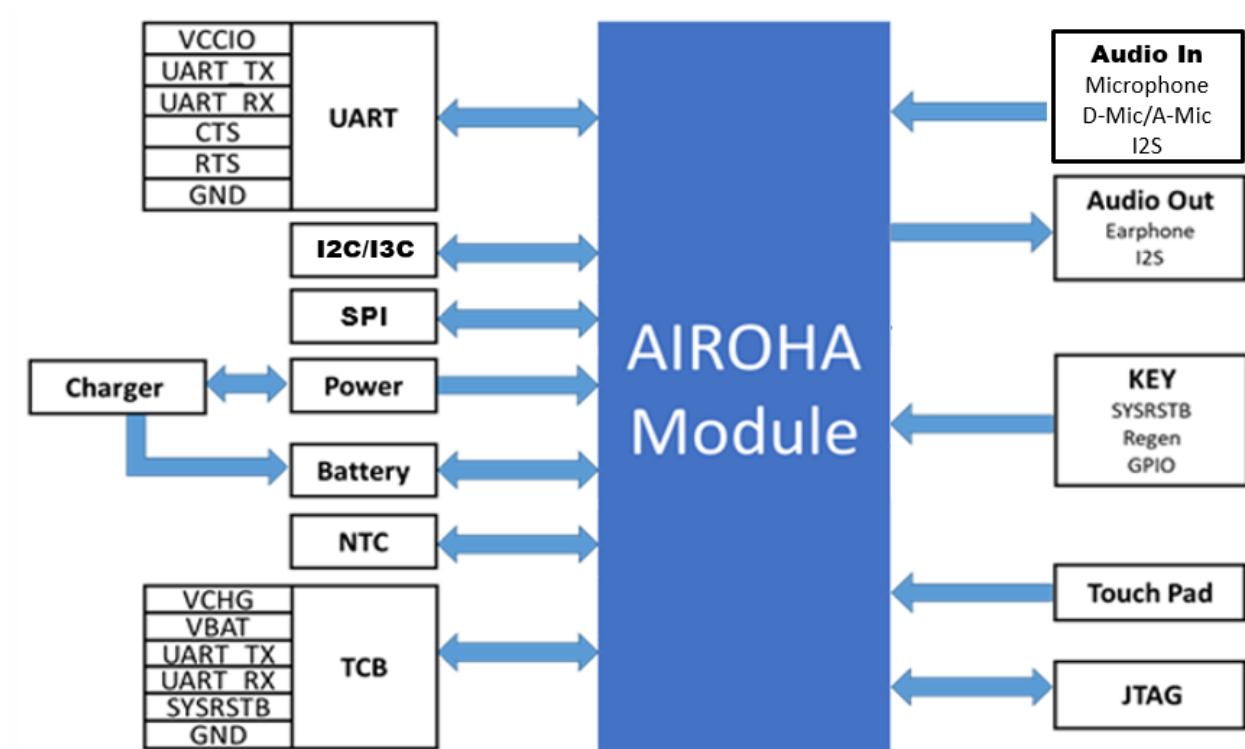 VCCIO
UART_TX
UART_RX
CTS
RTS
GND
UART
I2C/I3C
SPI
Charger
Power
Battery
NTC
VCHG
VBAT
UART_TX
UART_RX
SYSRSTB
GND
TCB
AIROHA
Module
Audio In
Microphone
D-Mic/A-Mic
I2S
Audio Out
Earphone
I2S
KEY
SYSRSTB
Regen
GPIO
Touch Pad
JTAG